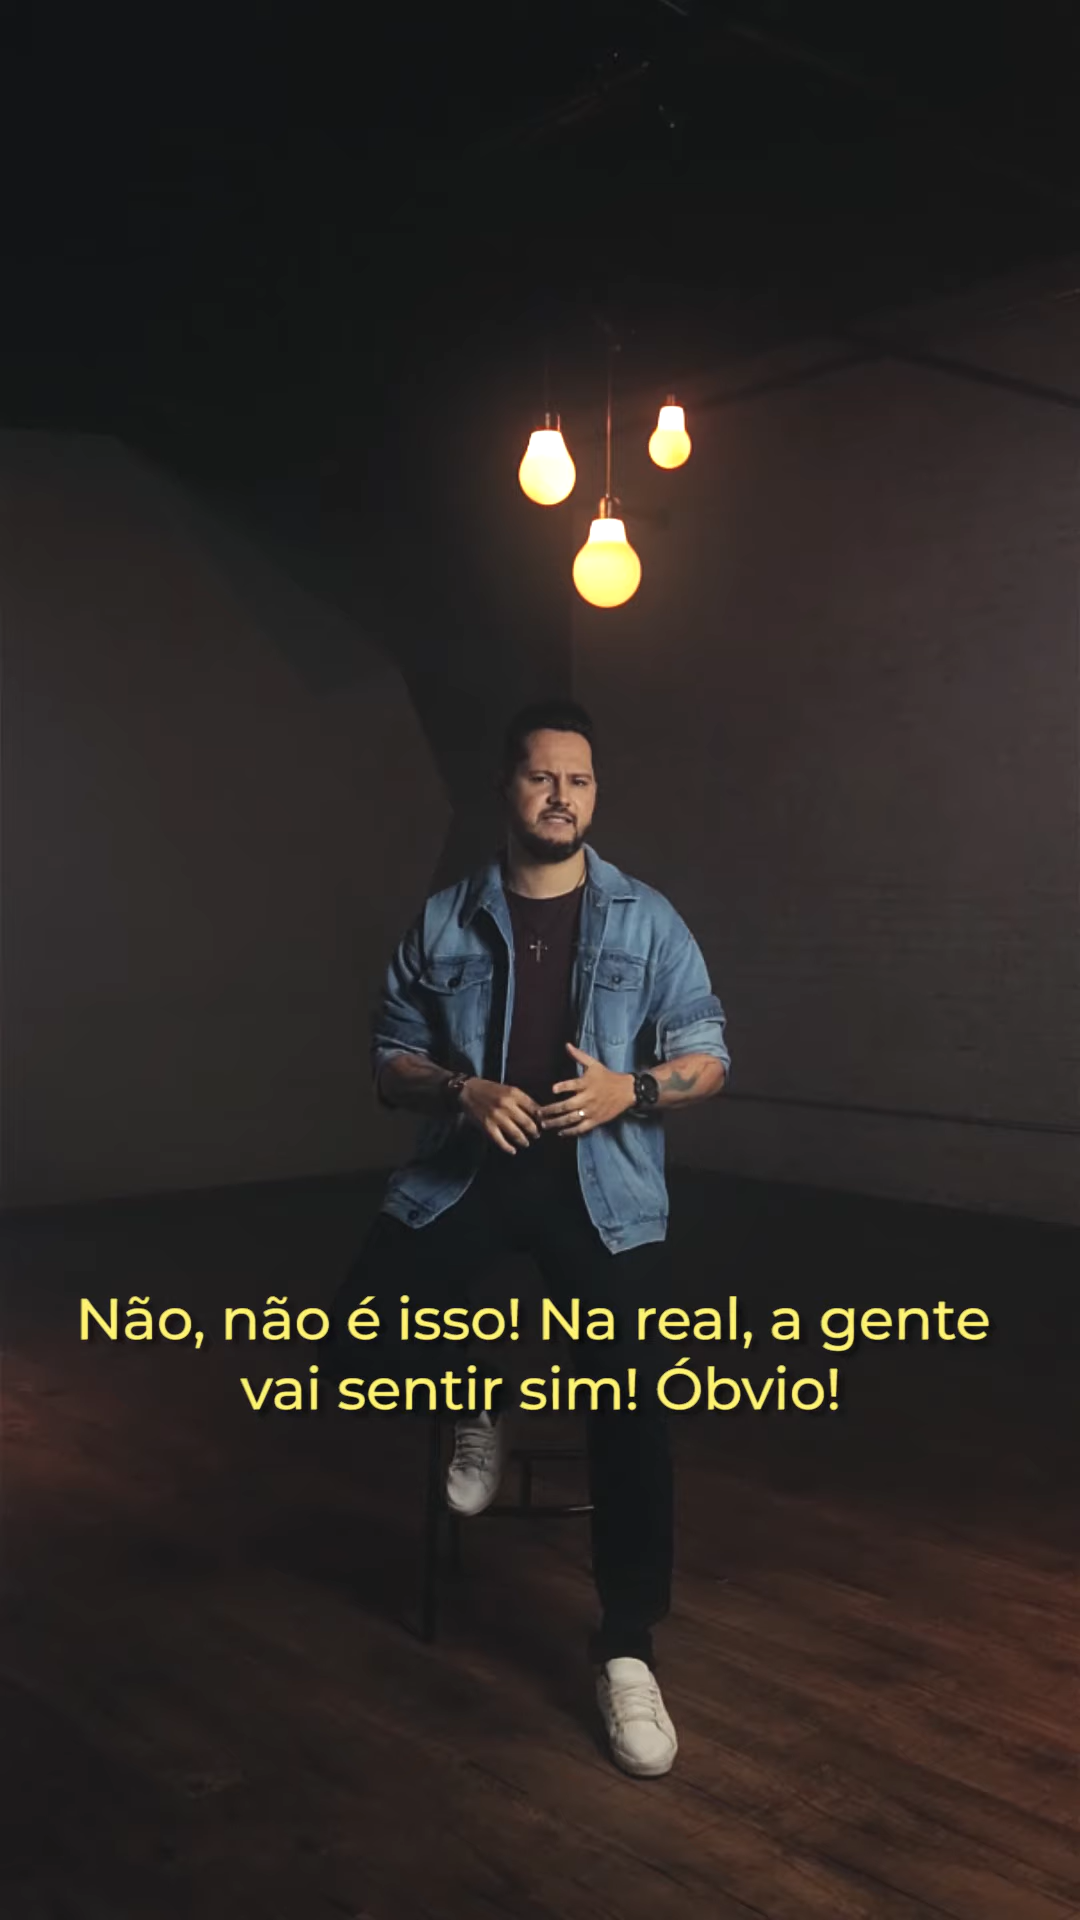 Não, não é isso! Na real, a gente
vai sentir sim! Óbvio!